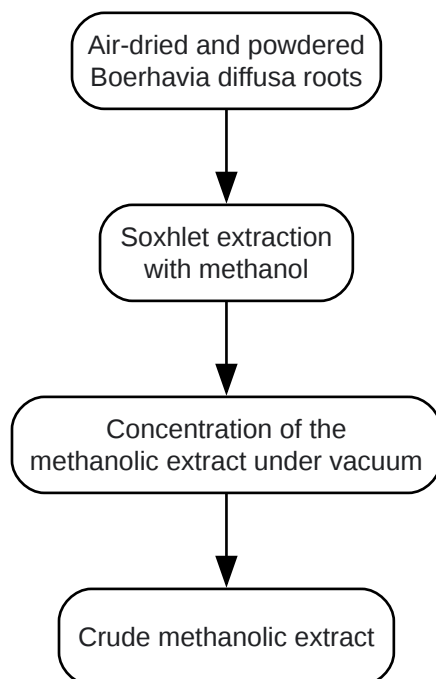 Air-dried and powdered
Boerhavia diffusa roots
Soxhlet extraction
with methanol
Concentration of the
methanolic extract under vacuum
Crude methanolic extract